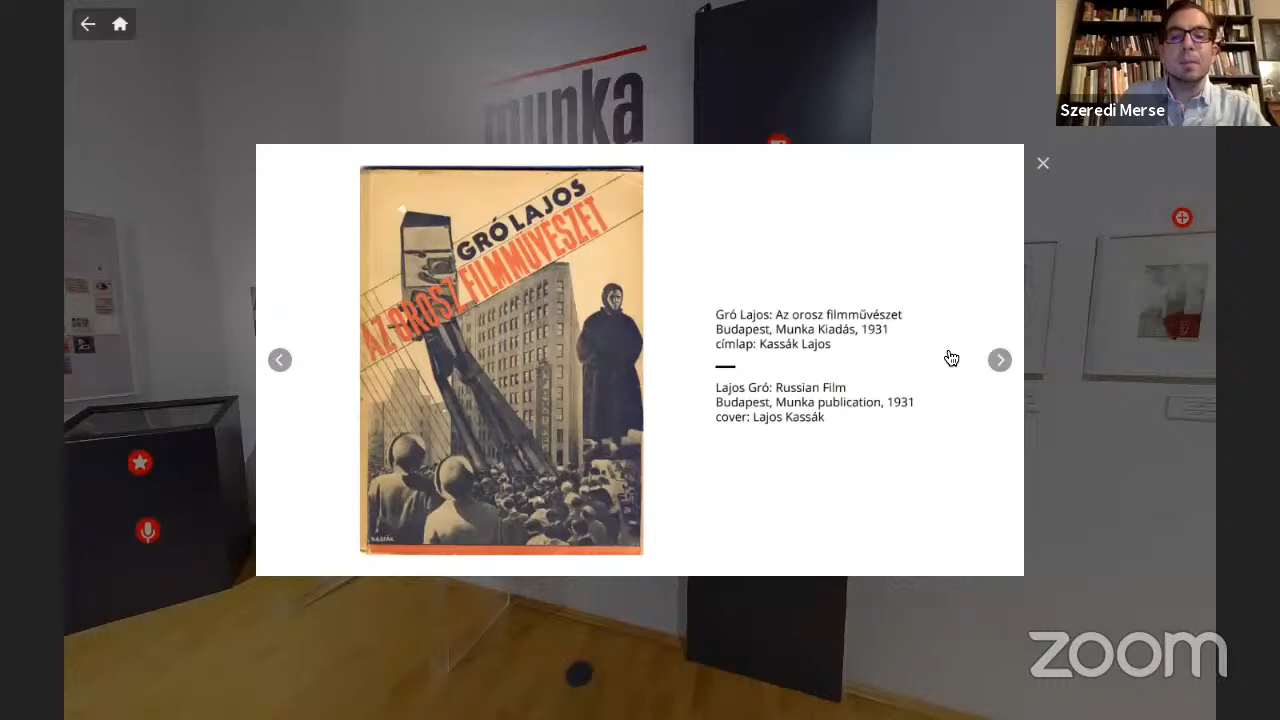 munka
Szeredi Merse
GRÓ LAJOS
AZ OROSZ FILMMŰVÉSZET
KASSÁK
Gró Lajos: Az orosz filmművészet
Budapest, Munka Kiadás, 1931
címlap: Kassák Lajos
Lajos Gró: Russian Film
Budapest, Munka publication, 1931
cover: Lajos Kassák
zoom